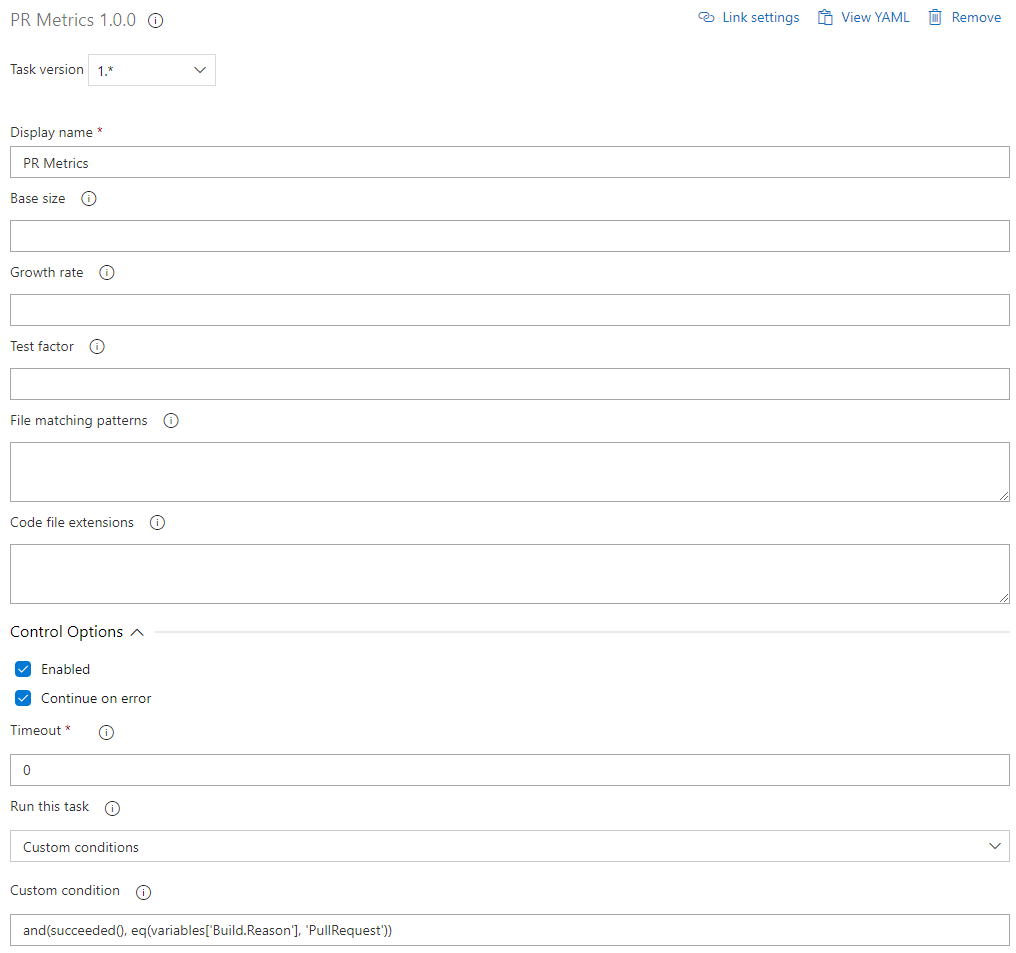 PR Metrics 1.0.0
Link settings View YAML Remove
Task version 1.*
Display name *
PR Metrics
Base size
Growth rate
Test factor
File matching patterns
Code file extensions
Control Options
Enabled
Continue on error
Timeout *
0
Run this task
Custom conditions
Custom condition
and(succeeded(), eq(variables['Build.Reason'], 'PullRequest'))